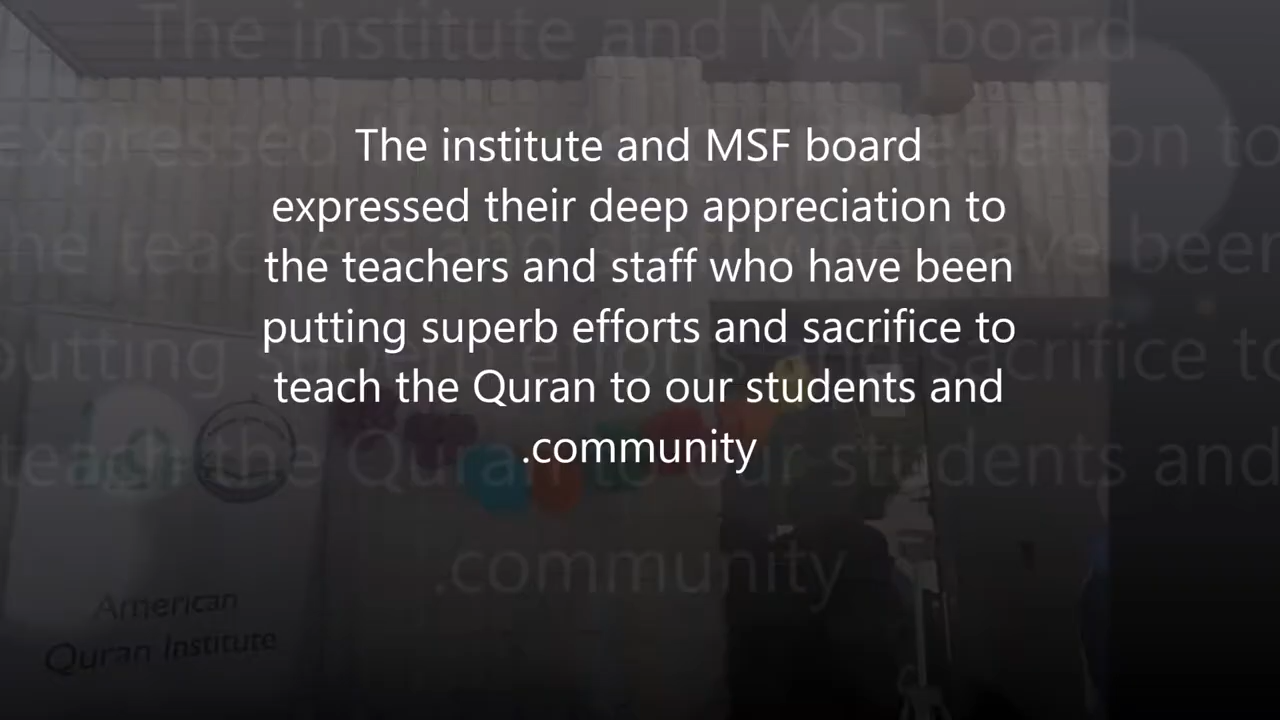 The institute and MSF board
expressed their deep appreciation to
the teachers and staff who have been
putting superb efforts and sacrifice to
teach the Quran to our students and
.community
American
Quran Institute